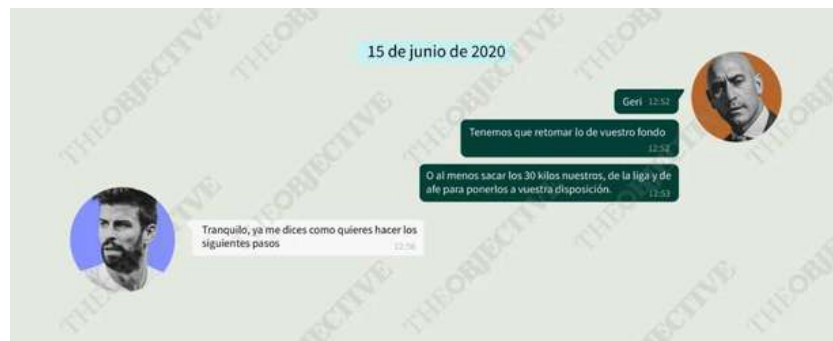 15 de junio de 2020
Geri 12:52
Tenemos que retomar lo de vuestro fondo
12:52
O al menos sacar los 30 kilos nuestros, de la liga y de
afe para ponerlos a vuestra disposición. 12:53
Tranquilo, ya me dices como quieres hacer los
siguientes pasos 12:56
THEOBJECTIVE